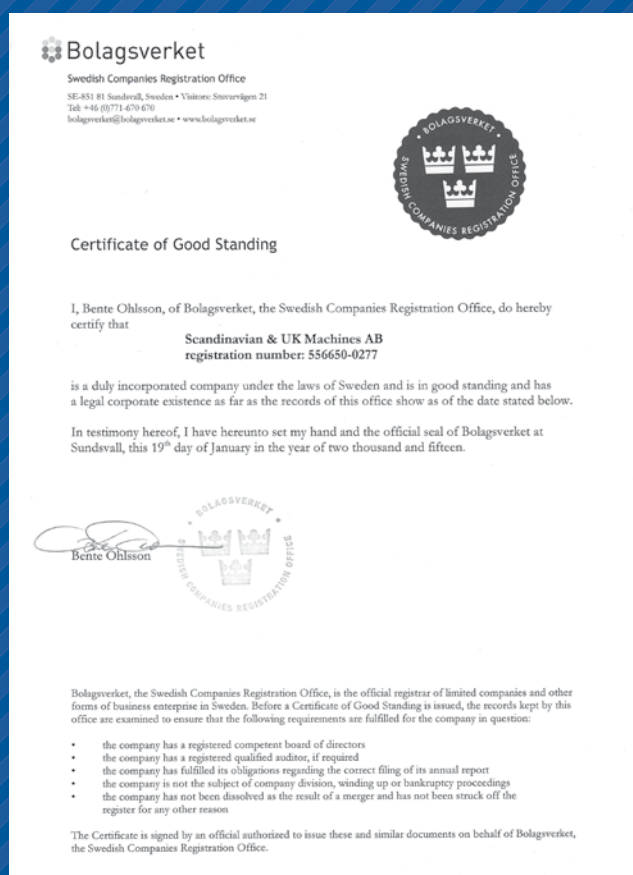 Bolagsverket
Swedish Companies Registration Office
SE-851 81 Sundsvall, Sweden • Visitors: Stuvarvägen 21
Tel: +46 (0)771-670 670
bolagsverket@bolagsverket.se • www.bolagsverket.se
• BOLAGSVERKET •
SWEDISH COMPANIES REGISTRATION OFFICE
Certificate of Good Standing
I, Bente Ohlsson, of Bolagsverket, the Swedish Companies Registration Office, do hereby
certify that
Scandinavian & UK Machines AB
registration number: 556650-0277
is a duly incorporated company under the laws of Sweden and is in good standing and has
a legal corporate existence as far as the records of this office show as of the date stated below.
In testimony hereof, I have hereunto set my hand and the official seal of Bolagsverket at
Sundsvall, this 19th day of January in the year of two thousand and fifteen.
• BOLAGSVERKET •
SWEDISH COMPANIES REGISTRATION OFFICE
Bente Ohlsson
Bolagsverket, the Swedish Companies Registration Office, is the official registrar of limited companies and other
forms of business enterprise in Sweden. Before a Certificate of Good Standing is issued, the records kept by this
office are examined to ensure that the following requirements are fulfilled for the company in question:
• the company has a registered competent board of directors
• the company has a registered qualified auditor, if required
• the company has fulfilled its obligations regarding the correct filing of its annual report
• the company is not the subject of company division, winding up or bankruptcy proceedings
• the company has not been dissolved as the result of a merger and has not been struck off the
register for any other reason
The Certificate is signed by an official authorized to issue these and similar documents on behalf of Bolagsverket,
the Swedish Companies Registration Office.